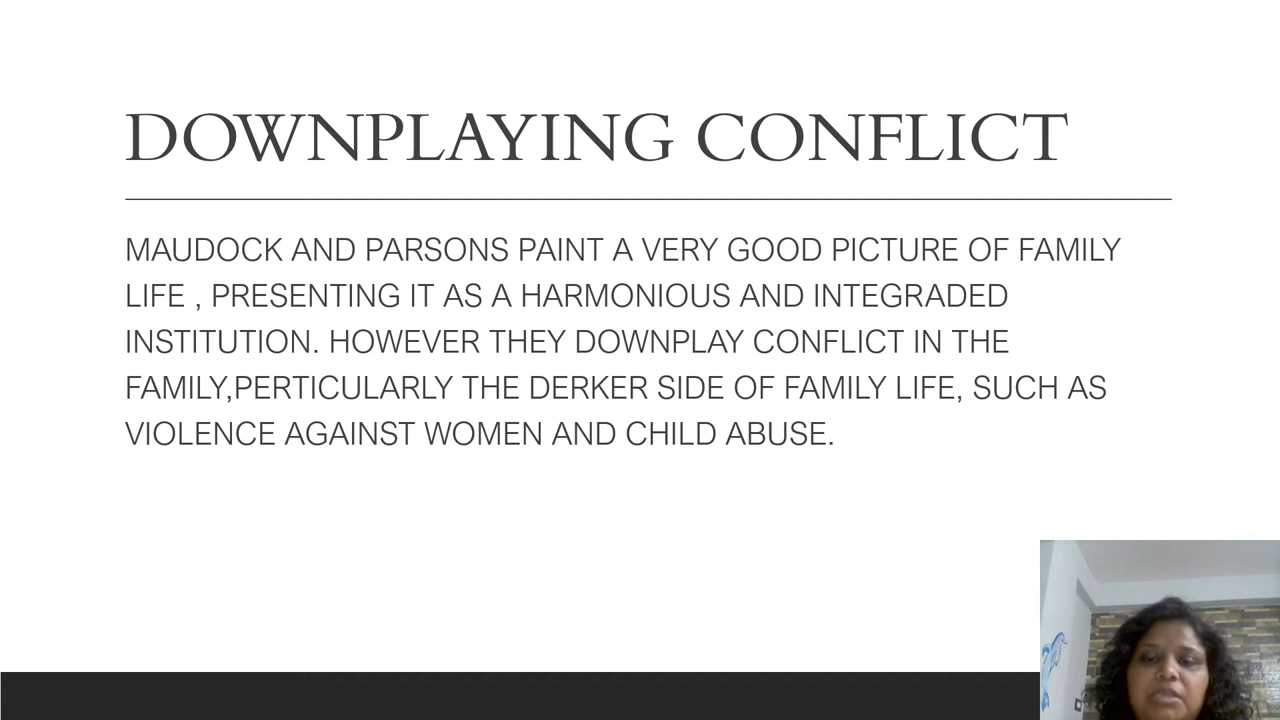 DOWNPLAYING CONFLICT
MAUDOCK AND PARSONS PAINT A VERY GOOD PICTURE OF FAMILY
LIFE , PRESENTING IT AS A HARMONIOUS AND INTEGRADED
INSTITUTION. HOWEVER THEY DOWNPLAY CONFLICT IN THE
FAMILY,PERTICULARLY THE DERKER SIDE OF FAMILY LIFE, SUCH AS
VIOLENCE AGAINST WOMEN AND CHILD ABUSE.